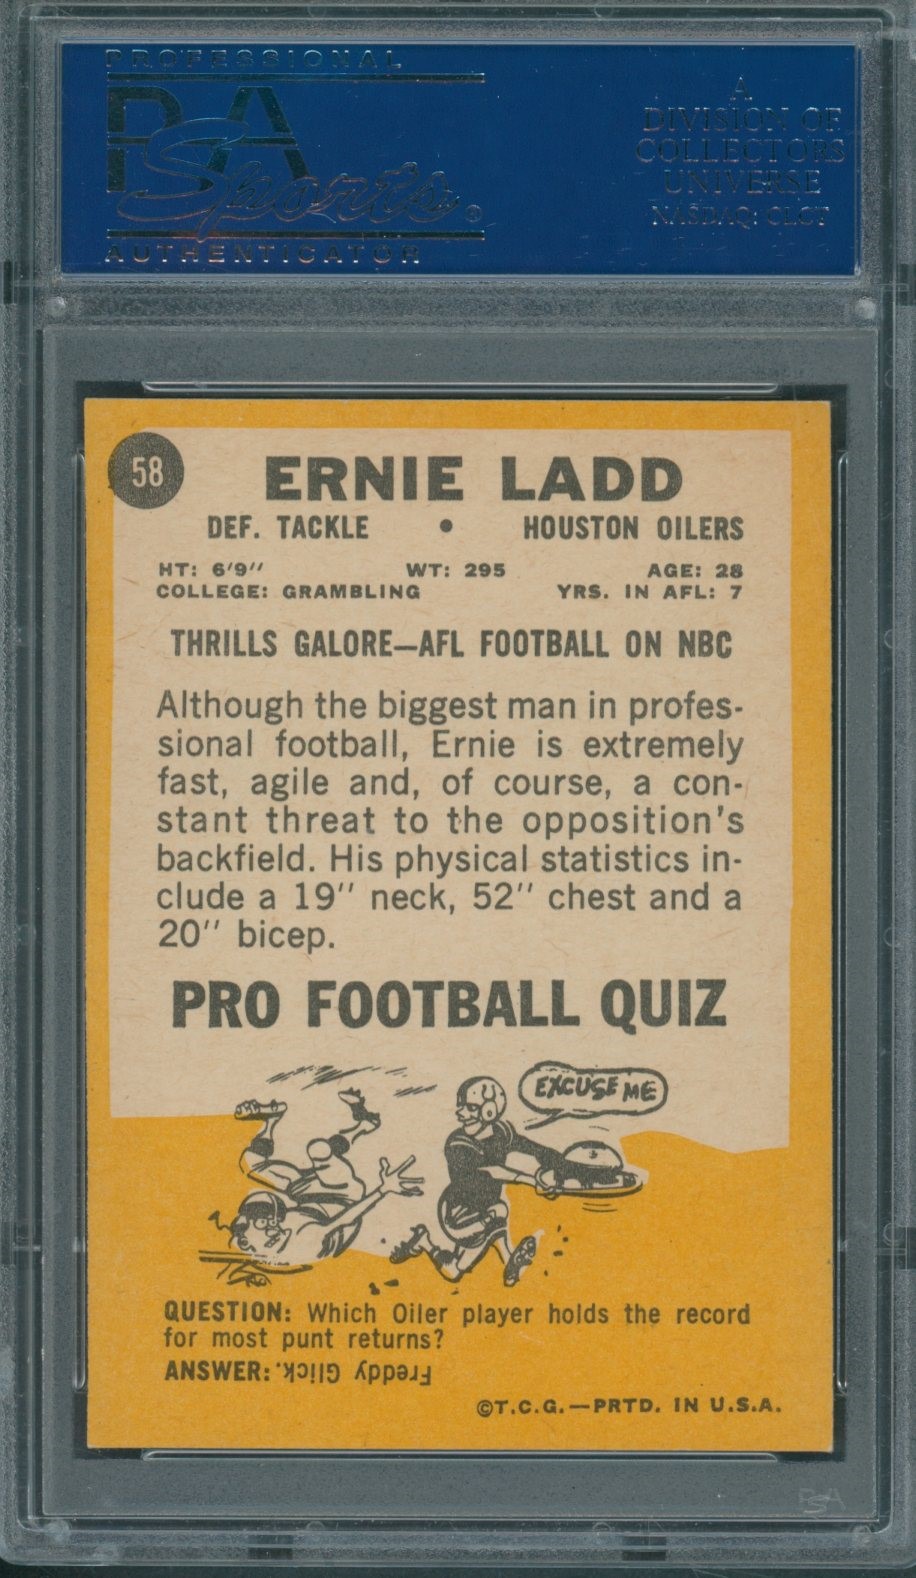 PROFESSIONAL
PSA
Sports®
AUTHENTICATOR
A
DIVISION OF
COLLECTORS
UNIVERSE
NASDAQ: CLCT
58
ERNIE LADD
DEF. TACKLE • HOUSTON OILERS
HT: 6'9" WT: 295 AGE: 28
COLLEGE: GRAMBLING YRS. IN AFL: 7
THRILLS GALORE—AFL FOOTBALL ON NBC
Although the biggest man in profes-
sional football, Ernie is extremely
fast, agile and, of course, a con-
stant threat to the opposition's
backfield. His physical statistics in-
clude a 19" neck, 52" chest and a
20" bicep.
PRO FOOTBALL QUIZ
EXCUSE ME
QUESTION: Which Oiler player holds the record
for most punt returns?
ANSWER: Freddy Glick.
©T.C.G.—PRTD. IN U.S.A.
PSA